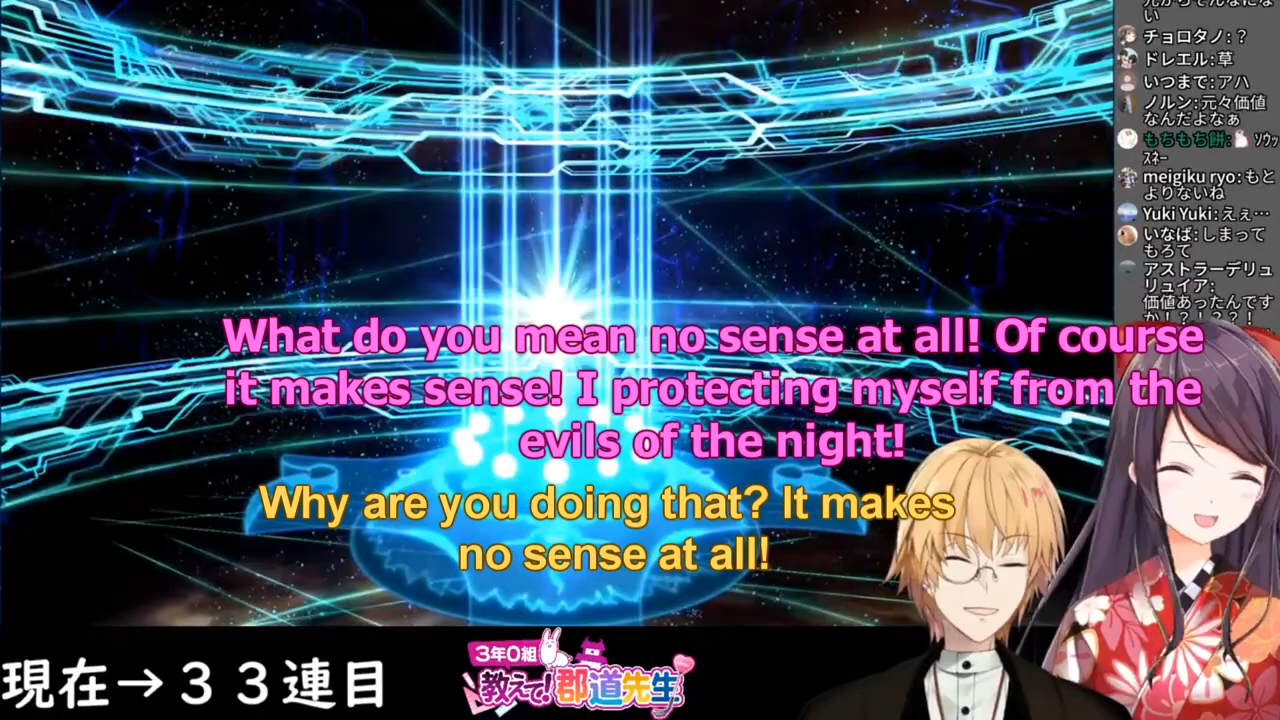 い
チョロタノ:？
ドレエル:草
いつまで:アハ
ノルン:元々価値
なんだよなぁ
もちもち餅: ｿｳｯ
ｽﾈｰ
meigiku ryo:もと
よりないね
Yuki Yuki:えぇ…
いなば:しまって
もろて
アストラーデリュ
リュイア:
価値あったんです
か！？！？？！
What do you mean no sense at all! Of course
it makes sense! I protecting myself from the
evils of the night!
Why are you doing that? It makes
no sense at all!
現在→３３連目
3年0組
教えて!郡道先生